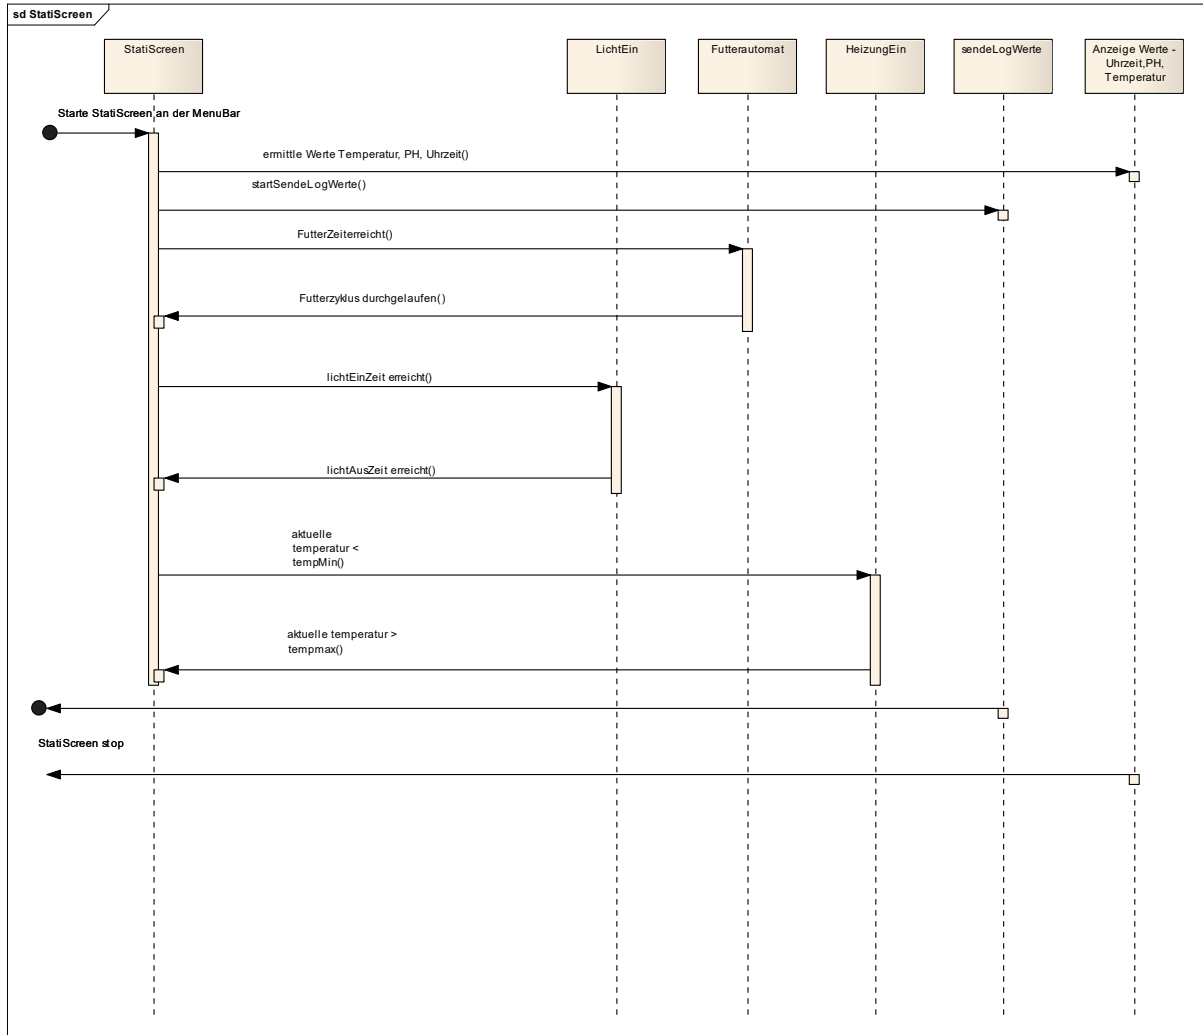 sd StatiScreen
StatiScreen
LichtEin
Futterautomat
HeizungEin
sendeLogWerte
Anzeige Werte -
Uhrzeit,PH,
Temperatur
Starte StatiScreen an der MenuBar
ermittle Werte Temperatur, PH, Uhrzeit()
startSendeLogWerte()
FutterZeiterreicht()
Futterzyklus durchgelaufen()
lichtEinZeit erreicht()
lichtAusZeit erreicht()
aktuelle
temperatur <
tempMin()
aktuelle temperatur >
tempmax()
StatiScreen stop